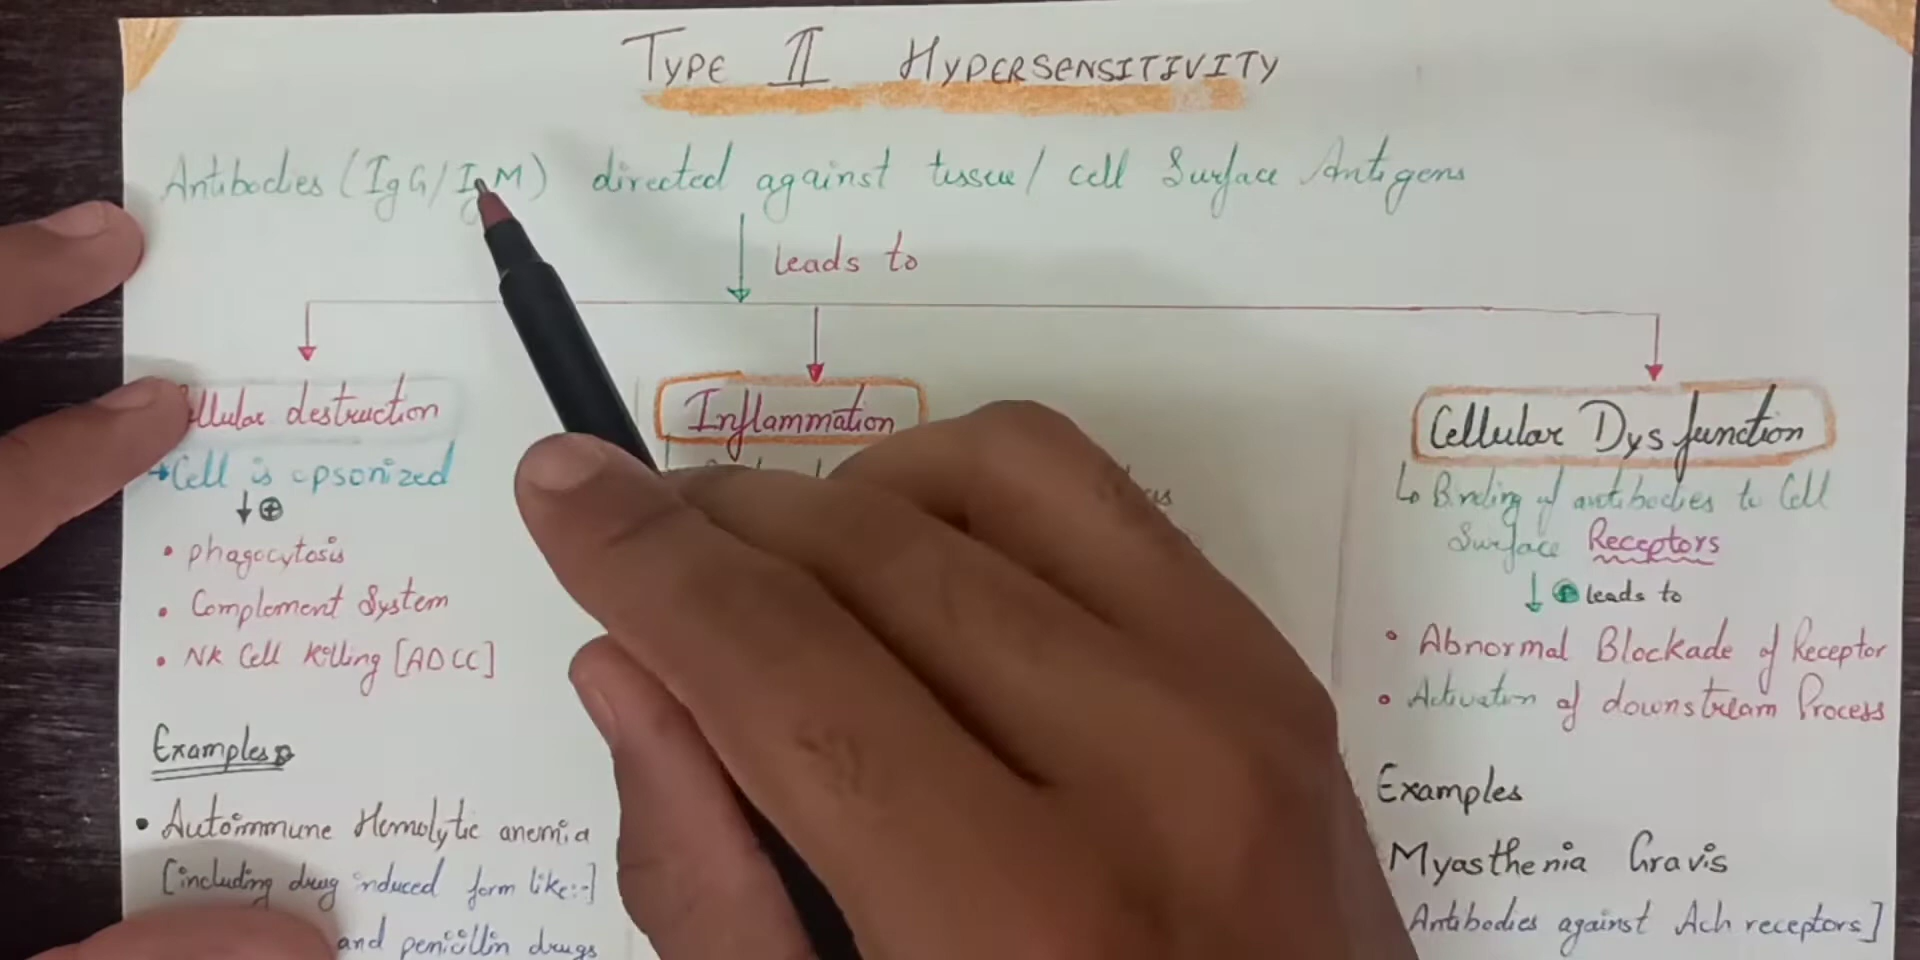 TYPE II HYPERSENSITIVITY
Antibodies (IgG/IgM) directed against tissue/ cell Surface Antigens
leads to
Cellular destruction
→Cell is opsonized
↓⊕
• phagocytosis
• Complement System
• NK Cell Killing [ADCC]
Examples
• Autoimmune Hemolytic anemia
[including drug induced form like:-]
and penicillin drugs
Inflammation
Cellular Dysfunction
↳ Binding of antibodies to Cell
Surface Receptors
↓ ⊕ leads to
• Abnormal Blockade of Receptor
• Activation of downstream Process
Examples
Myasthenia Gravis
Antibodies against Ach receptors]